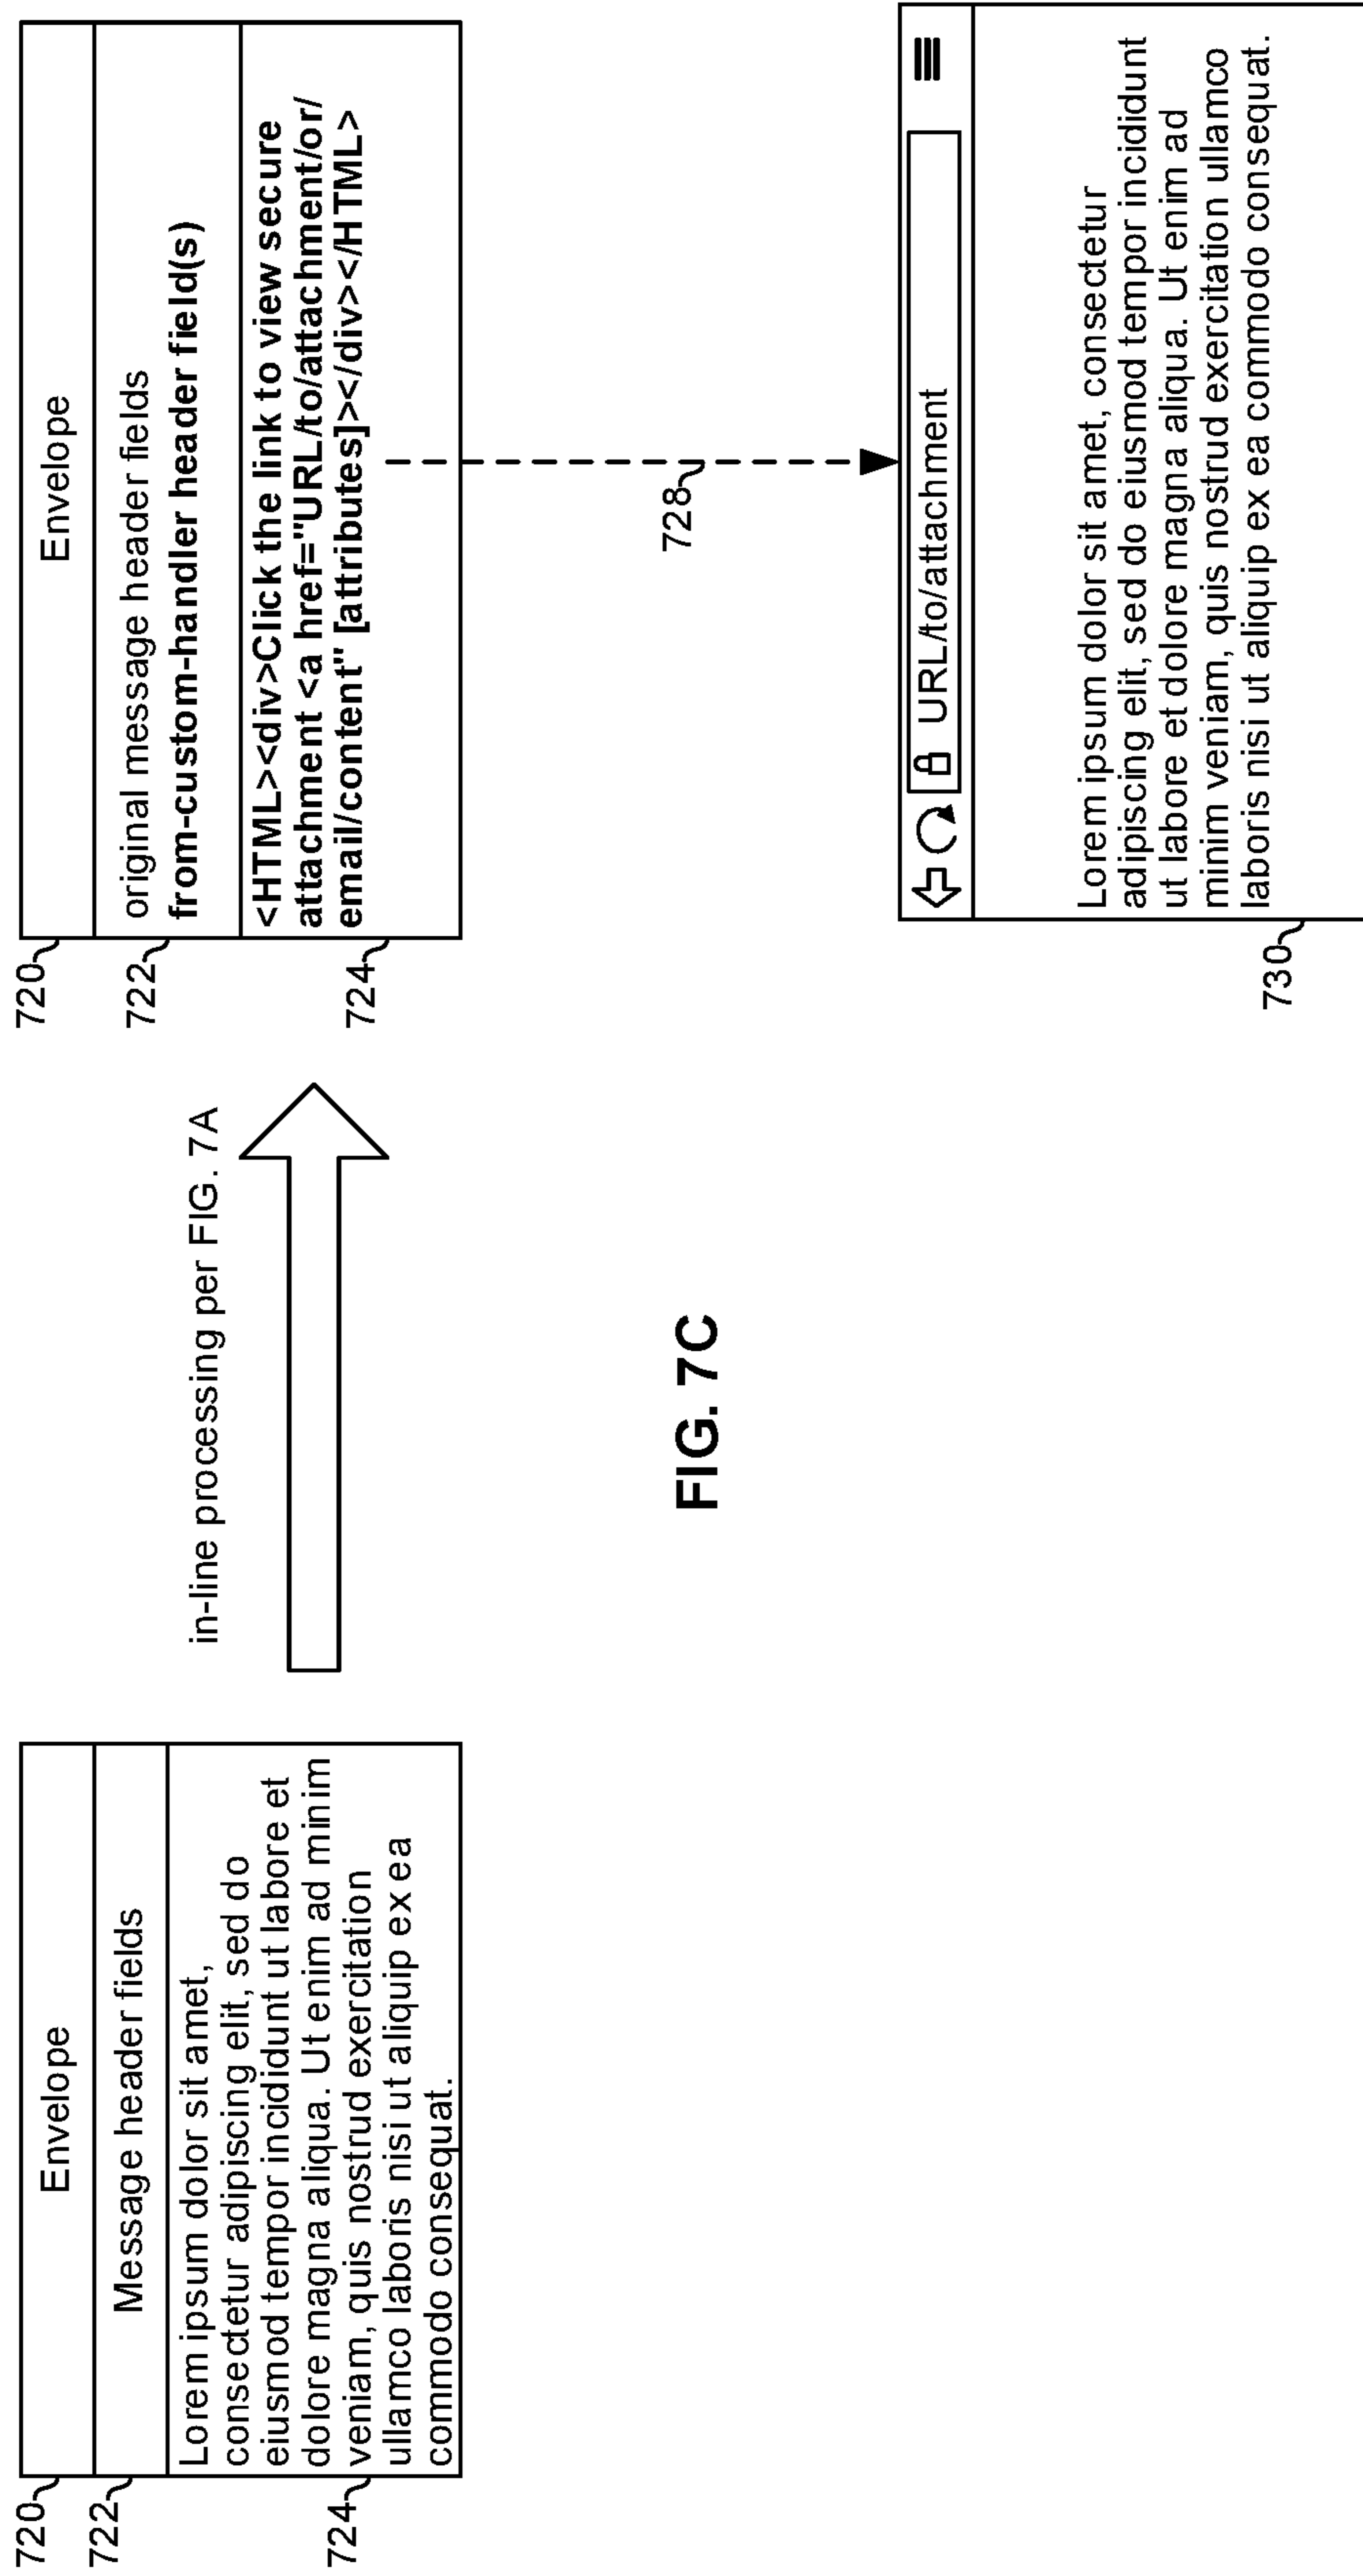 720
Envelope
722
Message header fields
724
Lorem ipsum dolor sit amet,
consectetur adipiscing elit, sed do
eiusmod tempor incididunt ut labore et
dolore magna aliqua. Ut enim ad minim
veniam, quis nostrud exercitation
ullamco laboris nisi ut aliquip ex ea
commodo consequat.
in-line processing per FIG. 7A
720
Envelope
722
original message header fields
from-custom-handler header field(s)
724
<HTML><div>Click the link to view secure
attachment <a href="URL/to/attachment/or/
email/content" [attributes]></div></HTML>
728
FIG. 7C
URL/to/attachment
730
Lorem ipsum dolor sit amet, consectetur
adipiscing elit, sed do eiusmod tempor incididunt
ut labore et dolore magna aliqua. Ut enim ad
minim veniam, quis nostrud exercitation ullamco
laboris nisi ut aliquip ex ea commodo consequat.